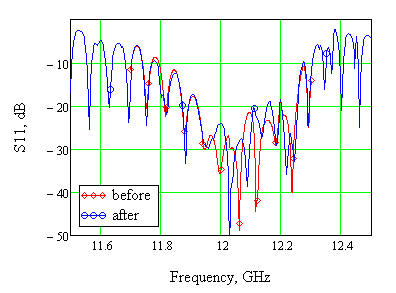 S11, dB
-10
-20
-30
-40
-50
before
after
11.6 11.8 12 12.2 12.4
Frequency, GHz